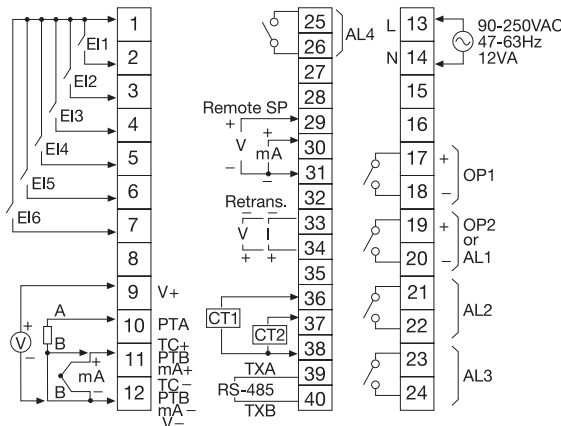 1
EI1
2
EI2
3
EI3
4
EI4
5
EI5
6
EI6
7
8
9 V+
+
V
−
A
10 PTA
B
11 TC+
PTB
mA+
+
mA
−
B
12 TC−
PTB
mA−
V−
25
AL4
26
27
28
Remote SP
29
+ +
V mA
30
− −
31
32
Retrans.
33
− −
V I
+ +
34
35
36
CT1
37
CT2
38
TXA 39
RS-485
TXB 40
L 13
90-250VAC
47-63Hz
12VA
N 14
15
16
17 +
OP1
18 −
19 +
OP2
or
AL1
20 −
21
AL2
22
23
AL3
24